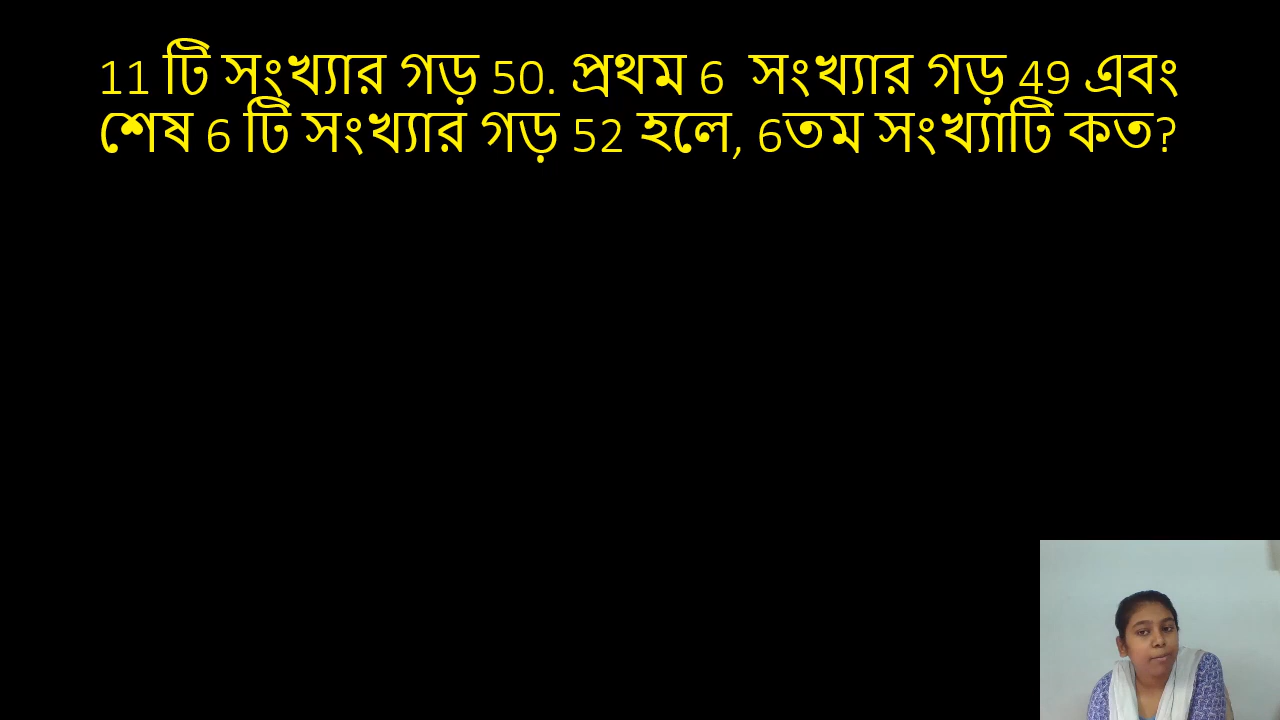 11 টি সংখ্যার গড় 50. প্রথম 6 সংখ্যার গড় 49 এবং
শেষ 6 টি সংখ্যার গড় 52 হলে, 6তম সংখ্যাটি কত?